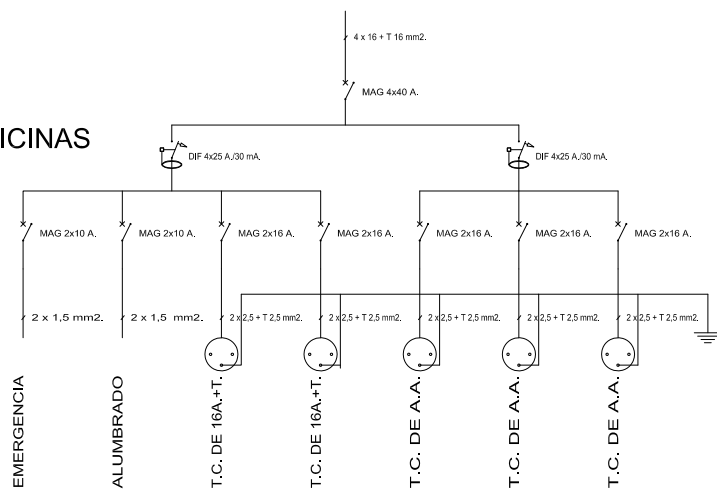 4 x 16 + T 16 mm2.
MAG 4x40 A.
ICINAS
DIF 4x25 A./30 mA.
DIF 4x25 A./30 mA.
MAG 2x10 A.
MAG 2x10 A.
MAG 2x16 A.
MAG 2x16 A.
MAG 2x16 A.
MAG 2x16 A.
MAG 2x16 A.
2 x 1,5 mm2.
2 x 1,5 mm2.
2 x 2,5 + T 2,5 mm2.
2 x 2,5 + T 2,5 mm2.
2 x 2,5 + T 2,5 mm2.
2 x 2,5 + T 2,5 mm2.
2 x 2,5 + T 2,5 mm2.
EMERGENCIA
ALUMBRADO
T.C. DE 16A.+T.
T.C. DE 16A.+T.
T.C. DE A.A.
T.C. DE A.A.
T.C. DE A.A.